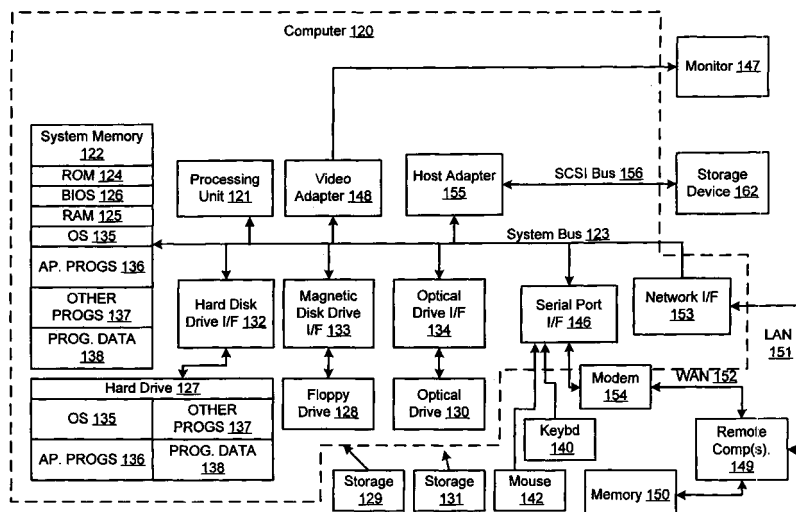 Computer 120
Monitor 147
System Memory
122
ROM 124
BIOS 126
RAM 125
OS 135
AP. PROGS 136
OTHER
PROGS 137
PROG. DATA
138
Processing
Unit 121
Video
Adapter 148
Host Adapter
155
SCSI Bus 156
Storage
Device 162
System Bus 123
Hard Disk
Drive I/F 132
Magnetic
Disk Drive
I/F 133
Optical
Drive I/F
134
Serial Port
I/F 146
Network I/F
153
LAN
151
Hard Drive 127
OS 135
OTHER
PROGS 137
AP. PROGS 136
PROG. DATA
138
Floppy
Drive 128
Optical
Drive 130
Modem
154
WAN 152
Keybd
140
Remote
Comp(s).
149
Storage
129
Storage
131
Mouse
142
Memory 150